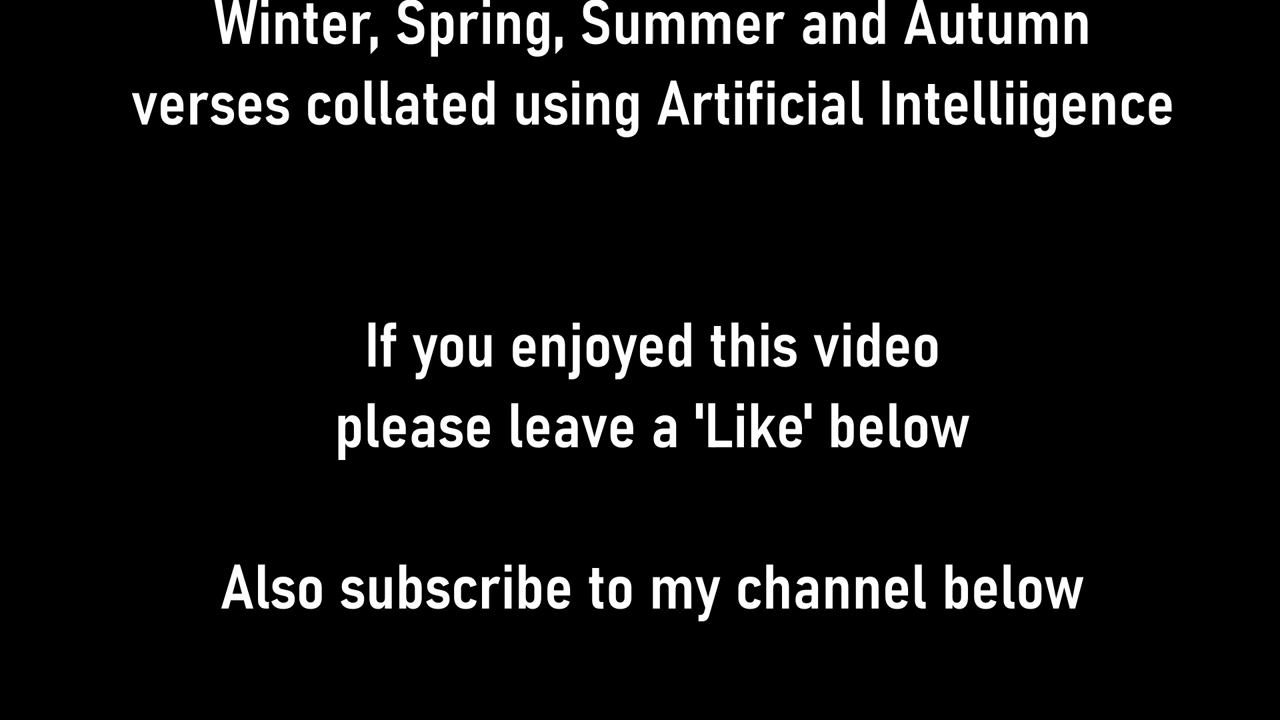 Winter, Spring, Summer and Autumn
verses collated using Artificial Intelliigence
If you enjoyed this video
please leave a 'Like' below
Also subscribe to my channel below